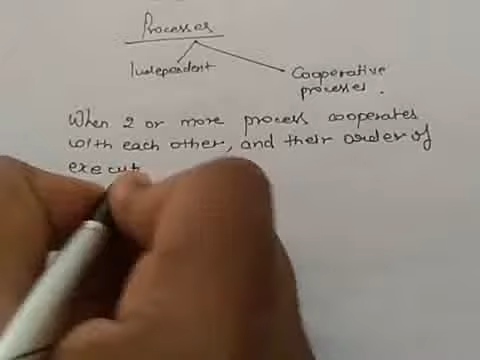 Processes
Independent
Cooperative
processes.
When 2 or more process cooperates
with each other, and their order of
execut